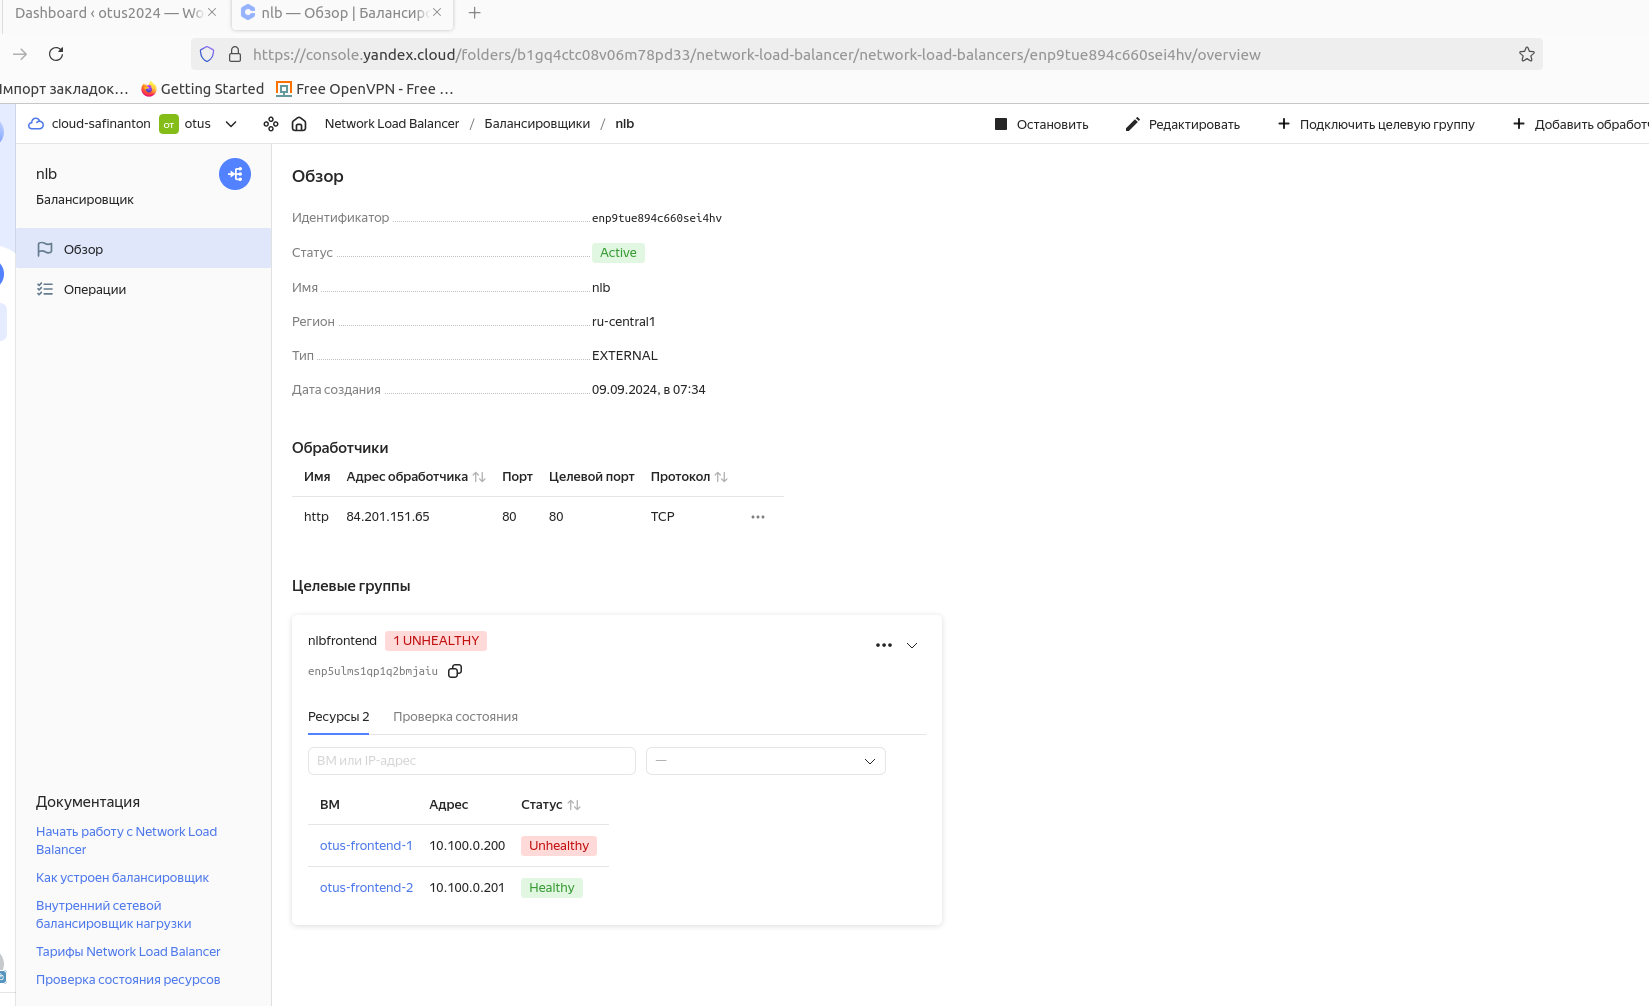 Dashboard ‹ otus2024 — Wo
nlb — Обзор | Балансир
https://console.yandex.cloud/folders/b1gq4ctc08v06m78pd33/network-load-balancer/network-load-balancers/enp9tue894c660sei4hv/overview
Импорт закладок… Getting Started Free OpenVPN - Free …
cloud-safinanton от otus Network Load Balancer / Балансировщики / nlb Остановить Редактировать + Подключить целевую группу + Добавить обработч
nlb
Балансировщик
Обзор
Операции
Документация
Начать работу с Network Load
Balancer
Как устроен балансировщик
Внутренний сетевой
балансировщик нагрузки
Тарифы Network Load Balancer
Проверка состояния ресурсов
Обзор
Идентификатор enp9tue894c660sei4hv
Статус Active
Имя nlb
Регион ru-central1
Тип EXTERNAL
Дата создания 09.09.2024, в 07:34
Обработчики
Имя Адрес обработчика Порт Целевой порт Протокол
http 84.201.151.65 80 80 TCP
Целевые группы
nlbfrontend 1 UNHEALTHY
enp5ulms1qp1q2bmjaiu
Ресурсы 2 Проверка состояния
ВМ или IP-адрес —
ВМ Адрес Статус
otus-frontend-1 10.100.0.200 Unhealthy
otus-frontend-2 10.100.0.201 Healthy